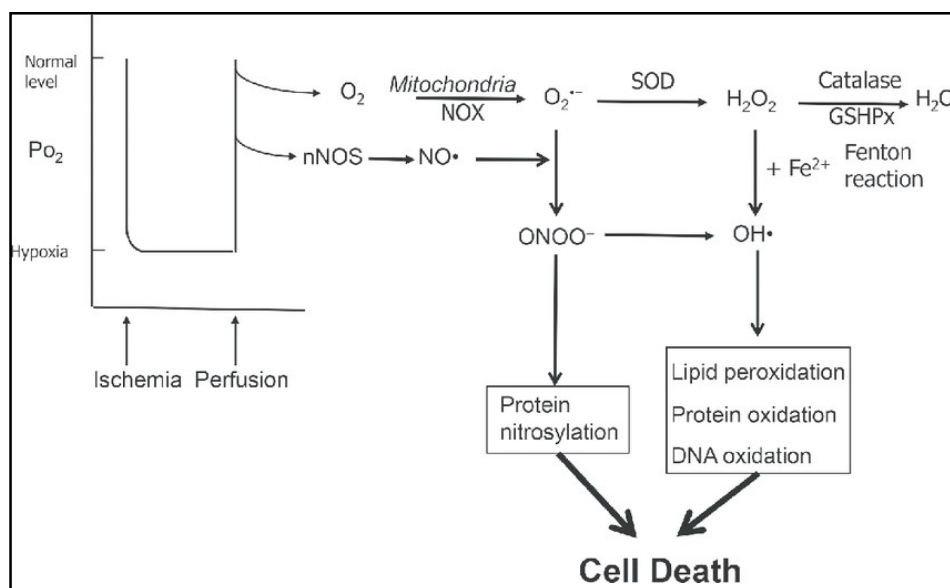 Normal
level
Po₂
Hypoxia
Ischemia Perfusion
O₂
Mitochondria
NOX
O₂•⁻
SOD
H₂O₂
Catalase
GSHPx
H₂O
nNOS
NO•
+ Fe²⁺ Fenton
reaction
ONOO⁻
OH•
Protein
nitrosylation
Lipid peroxidation
Protein oxidation
DNA oxidation
Cell Death